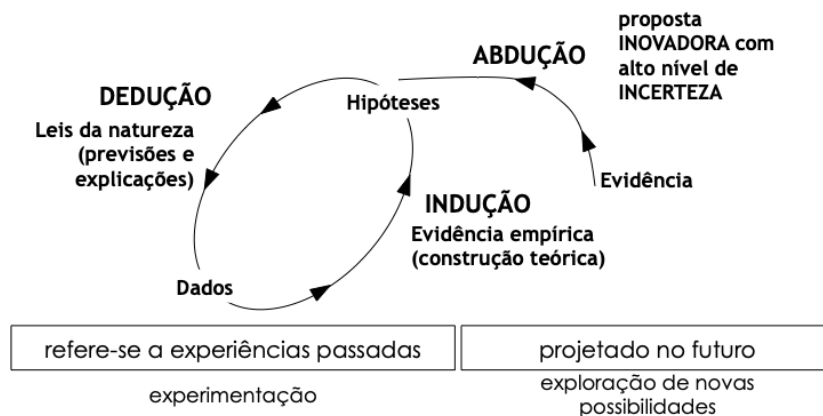 proposta
INOVADORA com
alto nível de
INCERTEZA
ABDUÇÃO
DEDUÇÃO
Hipóteses
Leis da natureza
(previsões e
explicações)
Evidência
INDUÇÃO
Evidência empírica
(construção teórica)
Dados
refere-se a experiências passadas
projetado no futuro
experimentação
exploração de novas
possibilidades